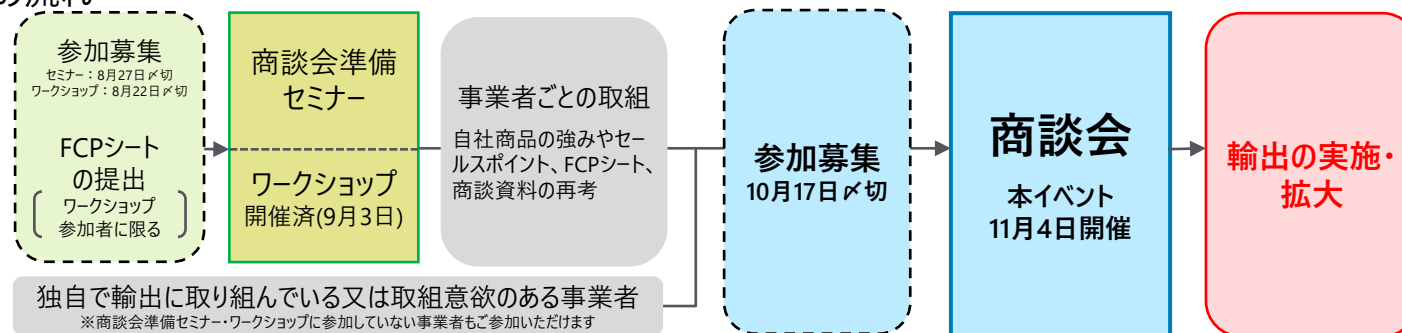 参加募集
セミナー：8月27日〆切
ワークショップ：8月22日〆切
FCPシート
の提出
ワークショップ
参加者に限る
商談会準備
セミナー
ワークショップ
開催済(9月3日)
事業者ごとの取組
自社商品の強みやセー
ルスポイント、FCPシート、
商談資料の再考
独自で輸出に取り組んでいる又は取組意欲のある事業者
※商談会準備セミナー・ワークショップに参加していない事業者もご参加いただけます
参加募集
10月17日〆切
商談会
本イベント
11月4日開催
輸出の実施・
拡大